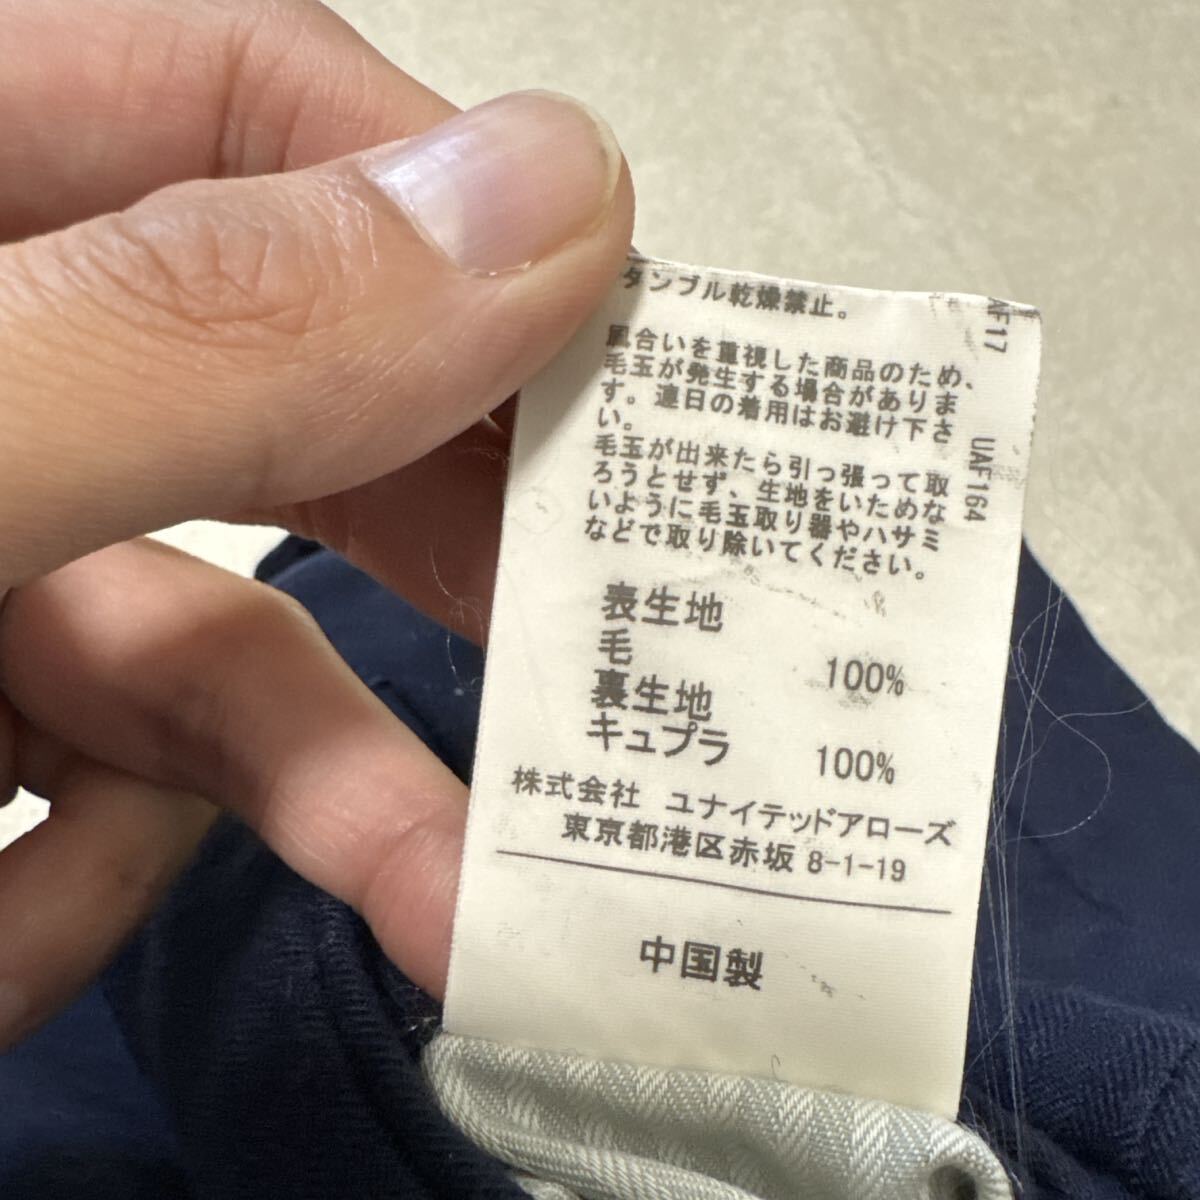 タンブル乾燥禁止。
風合いを重視した商品のため、
毛玉が発生する場合がありま
す。連日の着用はお避け下さ
い。
毛玉が出来たら引っ張って取
ろうとせず、生地をいためな
いように毛玉取り器やハサミ
などで取り除いてください。
表生地
毛 100%
裏生地
キュプラ 100%
株式会社 ユナイテッドアローズ
東京都港区赤坂 8-1-19
中国製
UAF164